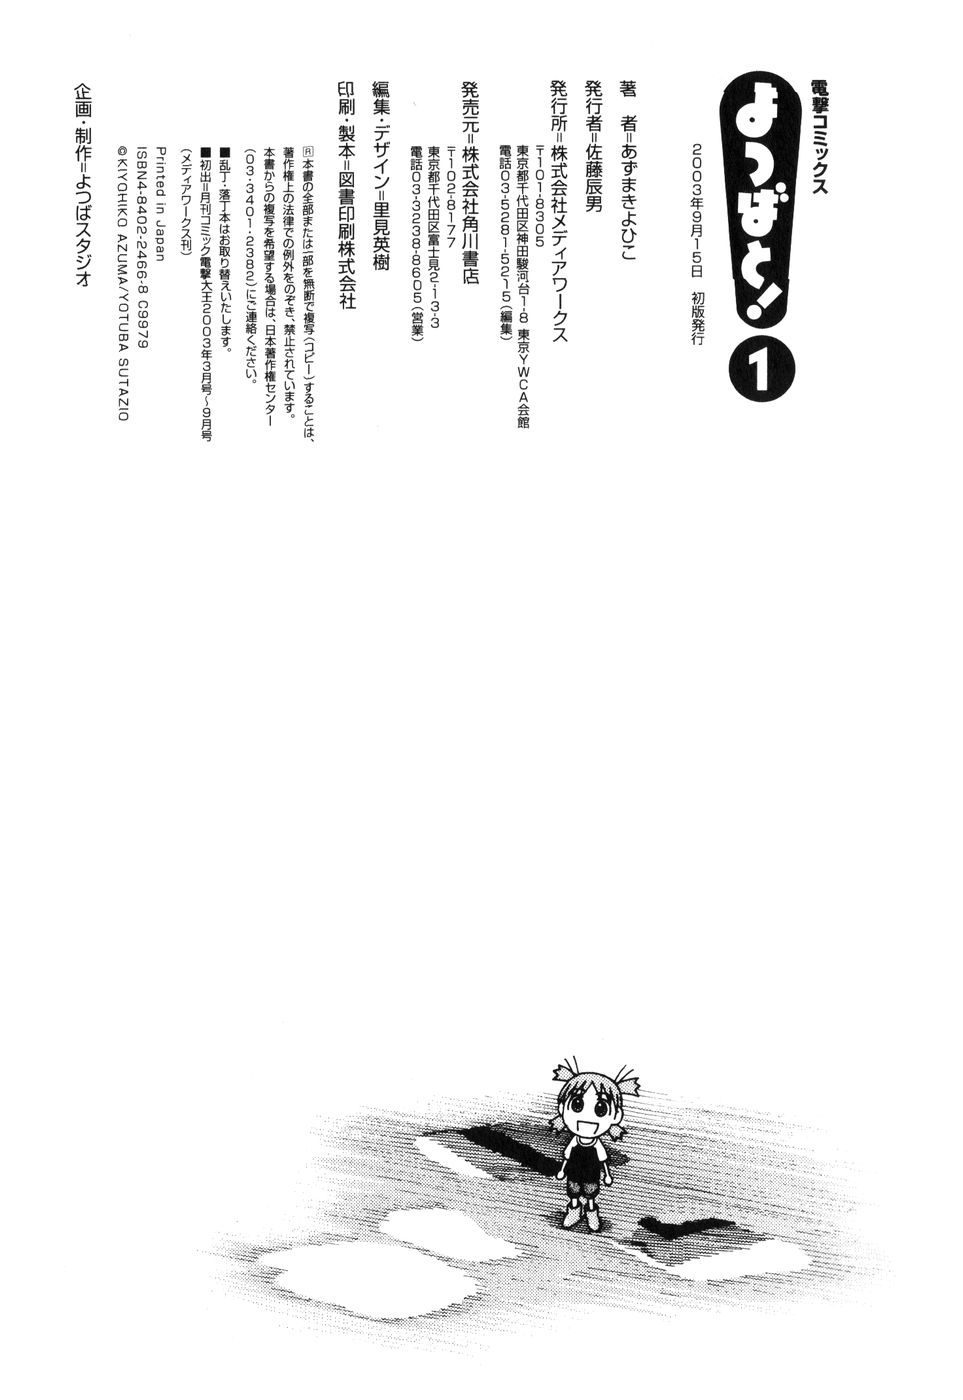 電撃コミックス
よつばと!
1
2003年9月15日 初版発行
著 者=あずまきよひこ
発行者=佐藤辰男
発行所=株式会社メディアワークス
〒101-8305
東京都千代田区神田駿河台1-8 東京YWCA会館
電話03-5281-5215(編集)
発売元=株式会社角川書店
〒102-8177
東京都千代田区富士見2-13-3
電話03-3238-8605(営業)
編集・デザイン=里見英樹
印刷・製本=図書印刷株式会社
Ⓡ本書の全部または一部を無断で複写(コピー)することは、
著作権上の法律での例外をのぞき、禁止されています。
本書からの複写を希望する場合は、日本著作権センター
(03・3401・2382)にご連絡ください。
■乱丁・落丁本はお取り替えいたします。
■初出=月刊コミック電撃大王2003年3月号〜9月号
(メディアワークス刊)
Printed in Japan
ISBN4-8402-2466-8 C9979
©KIYOHIKO AZUMA/YOTUBA SUTAZIO
企画・制作=よつばスタジオ